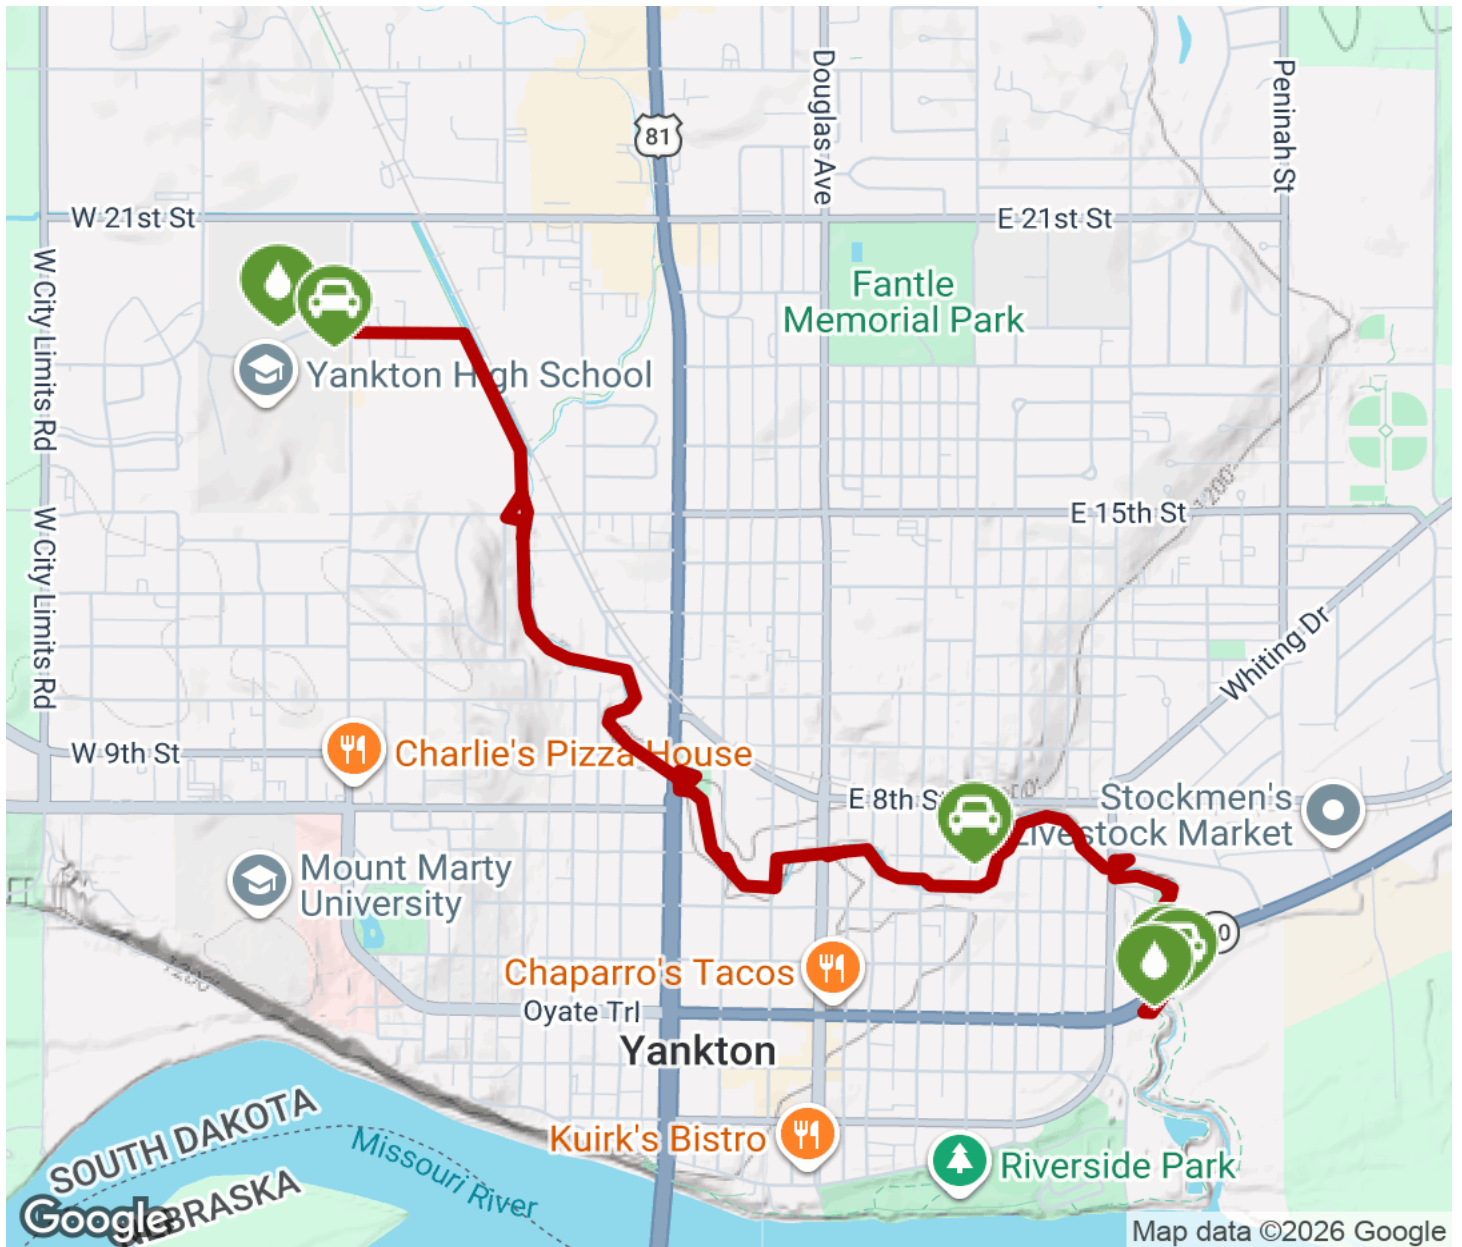 81
Douglas Ave
Peninah St
W 21st St
E 21st St
W City Limits Rd
Fantle
Memorial Park
Yankton High School
1200'
E 15th St
W City Limits Rd
Whiting Dr
W 9th St
Charlie's Pizza House
E 8th St
Stockmen's
Livestock Market
Mount Marty
University
1200'
Chaparro's Tacos
Oyate Trl
Yankton
Kuirk's Bistro
Riverside Park
SOUTH DAKOTA
NEBRASKA
Missouri River
Google
Map data ©2026 Google